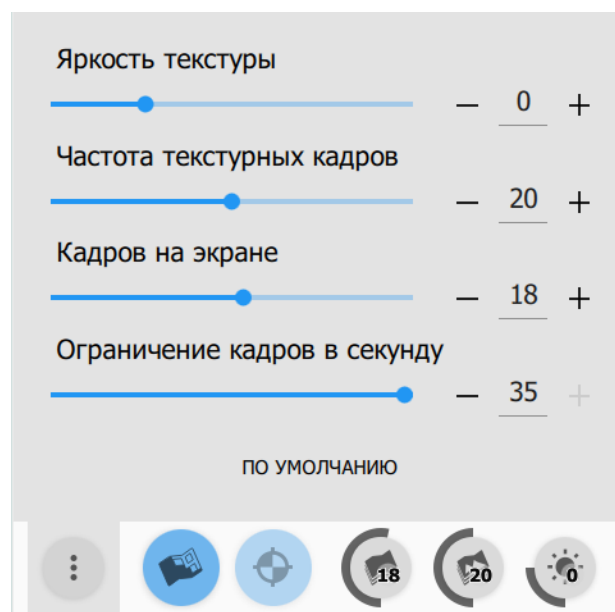 Яркость текстуры
0
Частота текстурных кадров
20
Кадров на экране
18
Ограничение кадров в секунду
35
ПО УМОЛЧАНИЮ
18
20
0